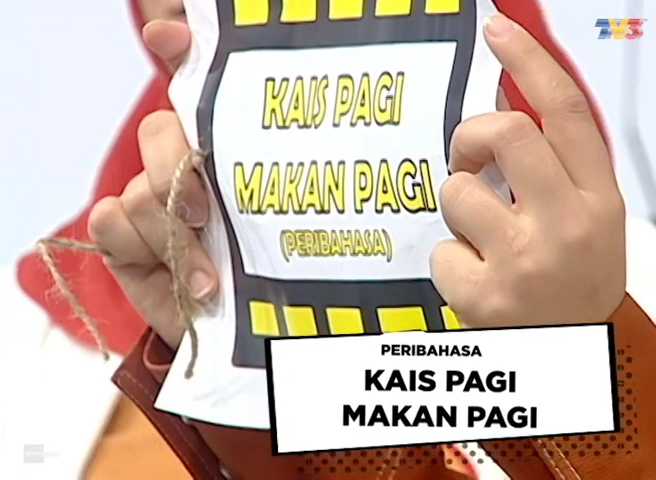 TV3
KAIS PAGI
MAKAN PAGI
(PERIBAHASA)
PERIBAHASA
KAIS PAGI
MAKAN PAGI